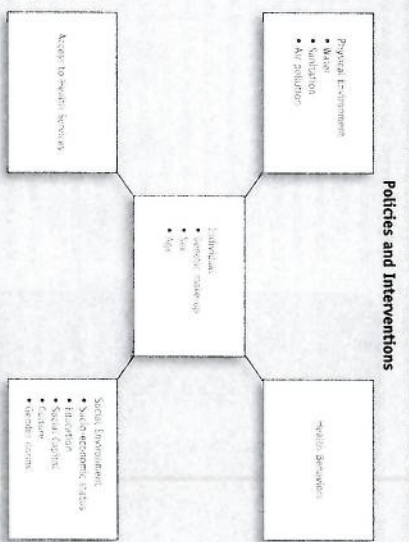 Policies and Interventions
Physical Environment
• Water
• Sanitation
• Air pollution
Health Behaviors
Individual
• Genetic make-up
• Sex
• Age
Access to Health Services
Social Environment
• Socio-economic status
• Education
• Social Capital
• Culture
• Gender norms